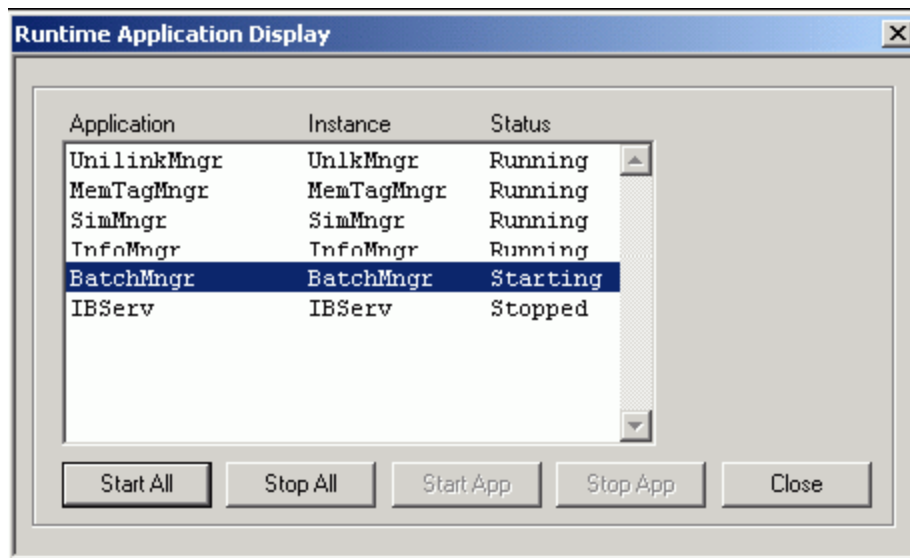 Runtime Application Display
Application Instance Status
UnilinkMngr UnlkMngr Running
MemTagMngr MemTagMngr Running
SimMngr SimMngr Running
InfoMngr InfoMngr Running
BatchMngr BatchMngr Starting
IBServ IBServ Stopped
Start All Stop All Start App Stop App Close